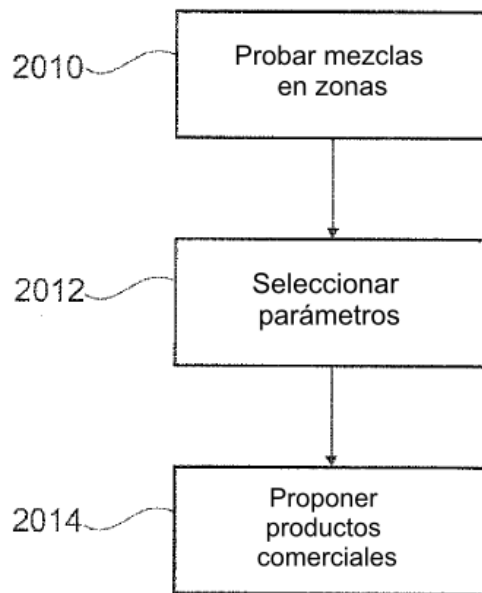 2010
Probar mezclas
en zonas
2012
Seleccionar
parámetros
2014
Proponer
productos
comerciales